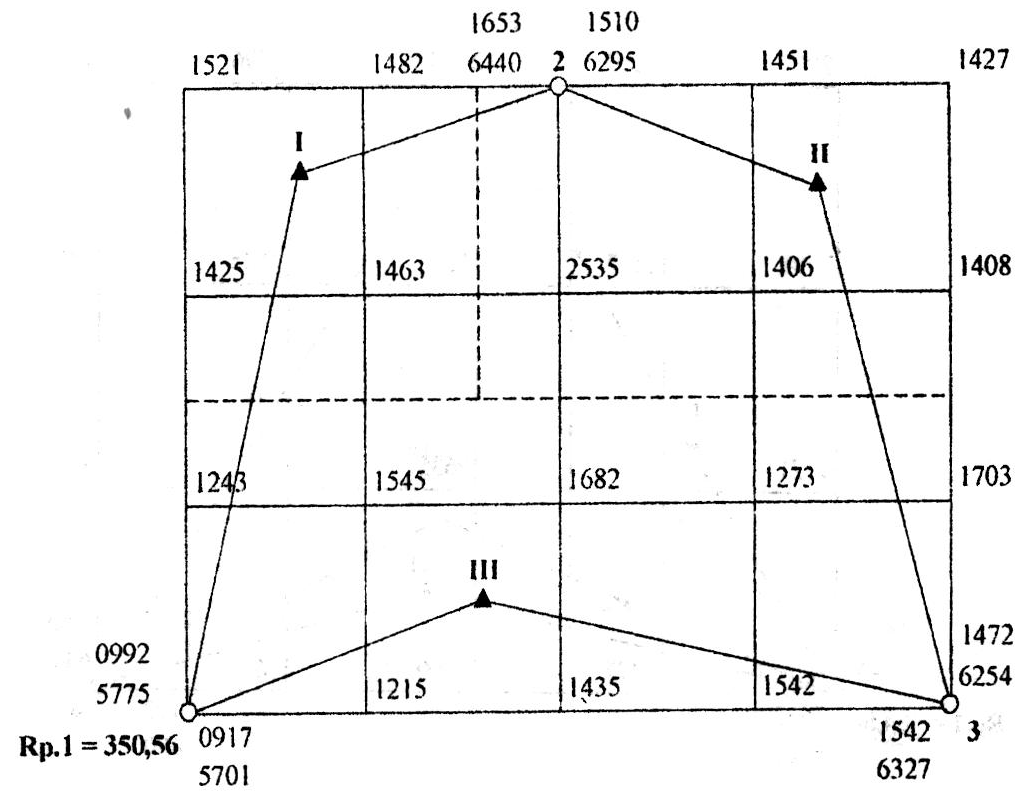 1653 1510
1521 1482 6440 2 6295 1451 1427
I II
1425 1463 2535 1406 1408
1243 1545 1682 1273 1703
III
0992 1472
5775 1215 1435 1542 6254
Rp.1 = 350,56 0917 1542 3
5701 6327